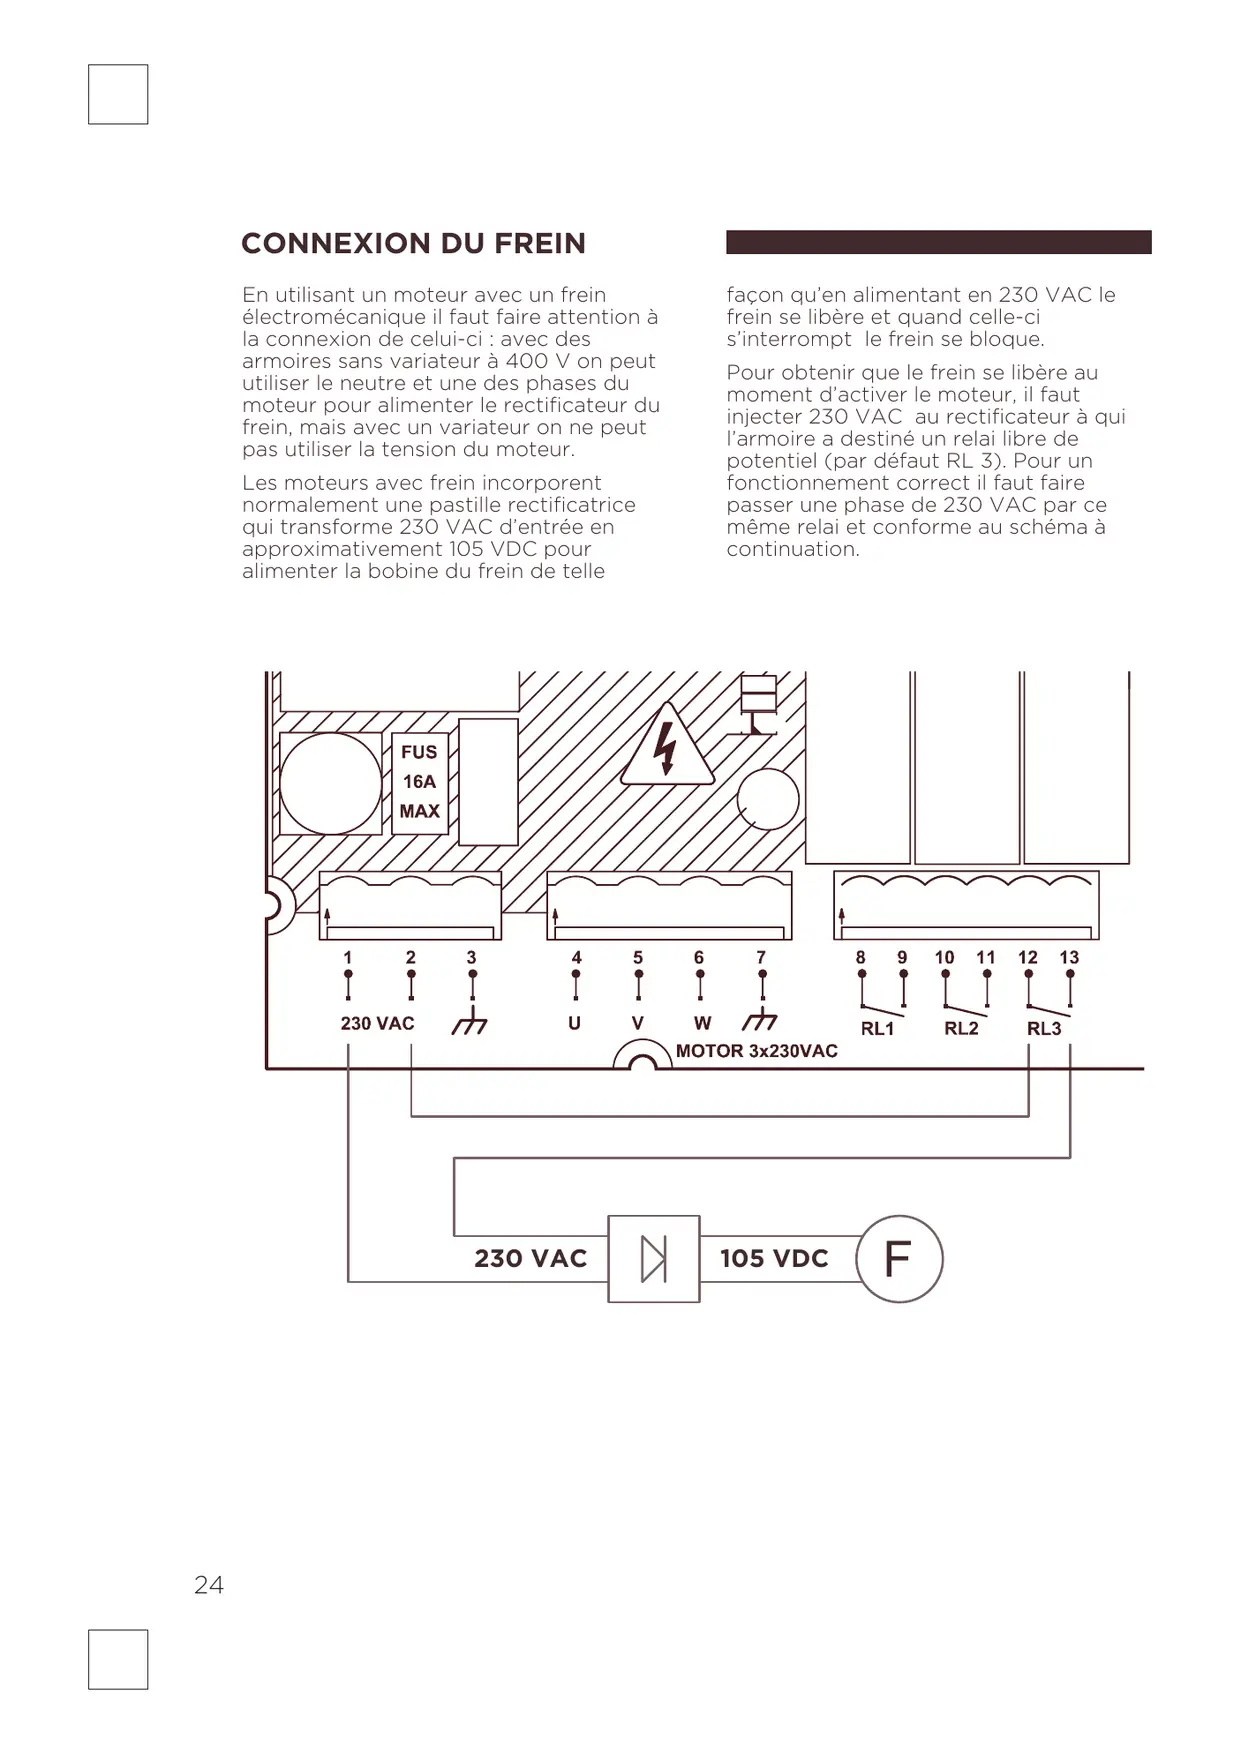 CONNEXION DU FREIN
En utilisant un moteur avec un frein
électromécanique il faut faire attention à
la connexion de celui-ci : avec des
armoires sans variateur à 400 V on peut
utiliser le neutre et une des phases du
moteur pour alimenter le rectificateur du
frein, mais avec un variateur on ne peut
pas utiliser la tension du moteur.
Les moteurs avec frein incorporent
normalement une pastille rectificatrice
qui transforme 230 VAC d’entrée en
approximativement 105 VDC pour
alimenter la bobine du frein de telle
façon qu’en alimentant en 230 VAC le
frein se libère et quand celle-ci
s’interrompt  le frein se bloque.
Pour obtenir que le frein se libère au
moment d’activer le moteur, il faut
injecter 230 VAC  au rectificateur à qui
l’armoire a destiné un relai libre de
potentiel (par défaut RL 3). Pour un
fonctionnement correct il faut faire
passer une phase de 230 VAC par ce
même relai et conforme au schéma à
continuation.
FUS
16A
MAX
1 2 3 4 5 6 7 8 9 10 11 12 13
230 VAC U V W RL1 RL2 RL3
MOTOR 3x230VAC
230 VAC 105 VDC F
24